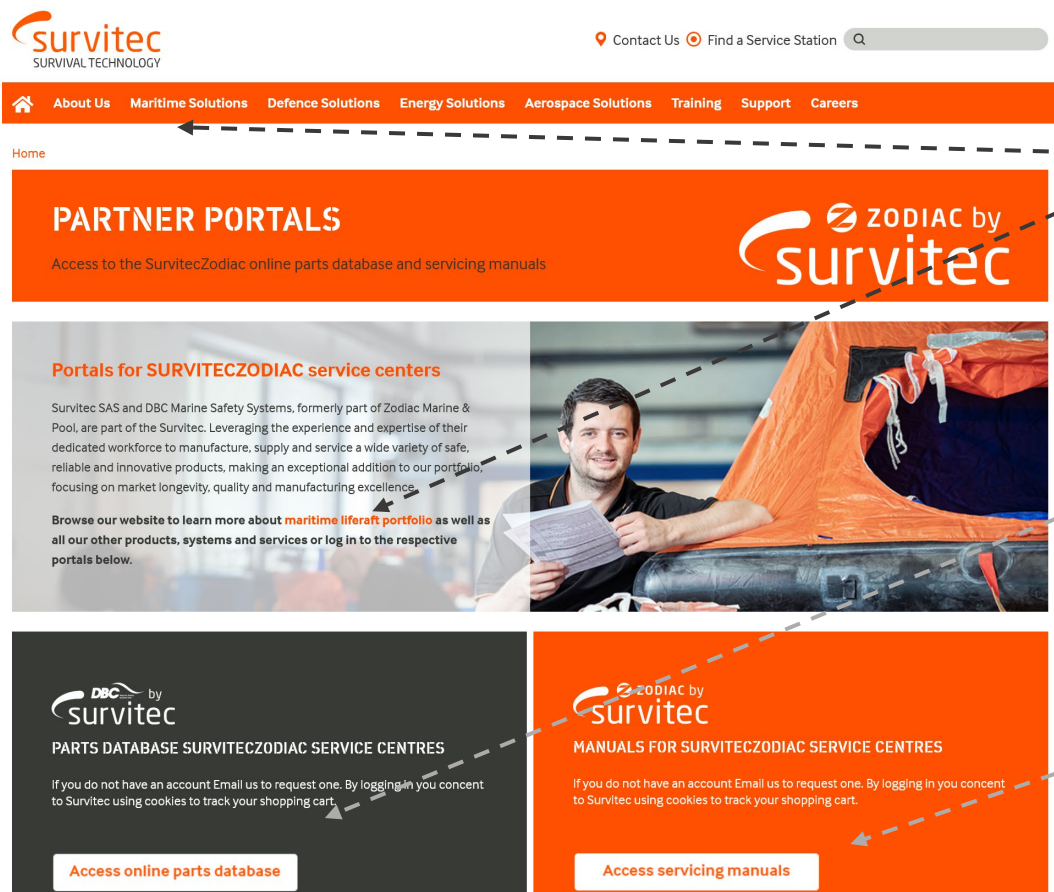 survitec
SURVIVAL TECHNOLOGY
Contact Us Find a Service Station
About Us Maritime Solutions Defence Solutions Energy Solutions Aerospace Solutions Training Support Careers
Home
PARTNER PORTALS
Access to the SurvitecZodiac online parts database and servicing manuals
ZODIAC by
survitec
Portals for SURVITECZODIAC service centers
Survitec SAS and DBC Marine Safety Systems, formerly part of Zodiac Marine &
Pool, are part of the Survitec. Leveraging the experience and expertise of their
dedicated workforce to manufacture, supply and service a wide variety of safe,
reliable and innovative products, making an exceptional addition to our portfolio,
focusing on market longevity, quality and manufacturing excellence.
Browse our website to learn more about maritime liferaft portfolio as well as
all our other products, systems and services or log in to the respective
portals below.
DBC by
survitec
PARTS DATABASE SURVITECZODIAC SERVICE CENTRES
If you do not have an account Email us to request one. By logging in you concent
to Survitec using cookies to track your shopping cart.
Access online parts database
ZODIAC by
survitec
MANUALS FOR SURVITECZODIAC SERVICE CENTRES
If you do not have an account Email us to request one. By logging in you concent
to Survitec using cookies to track your shopping cart.
Access servicing manuals